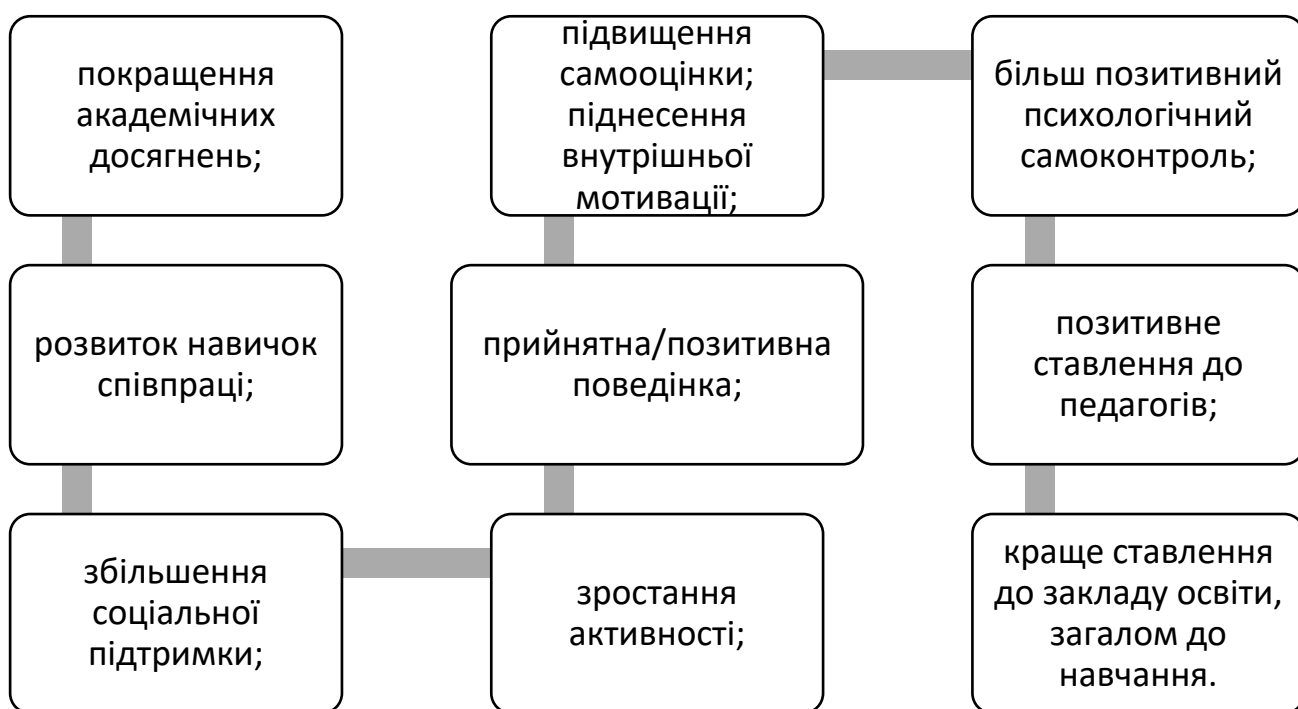 покращення
академічних
досягнень;
розвиток навичок
співпраці;
збільшення
соціальної
підтримки;
зростання
активності;
прийнятна/позитивна
поведінка;
підвищення
самооцінки;
піднесення
внутрішньої
мотивації;
більш позитивний
психологічний
самоконтроль;
позитивне
ставлення до
педагогів;
краще ставлення
до закладу освіти,
загалом до
навчання.